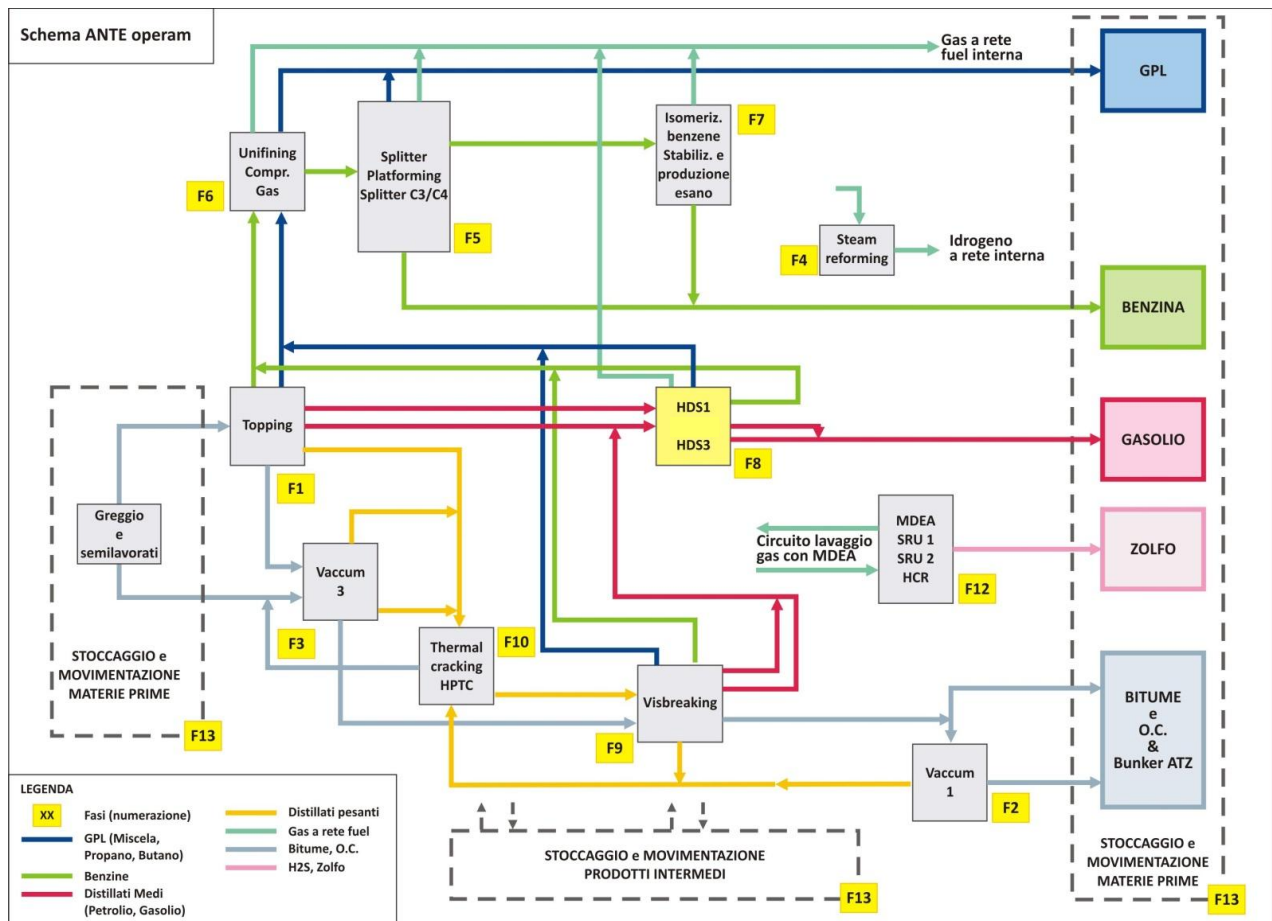 Schema ANTE operam
Gas a rete
fuel interna
GPL
Isomeriz.
benzene
Stabiliz. e
produzione
esano
F7
Unifining
Compr.
Gas
F6
Splitter
Platforming
Splitter C3/C4
F5
F4
Steam
reforming
Idrogeno
a rete interna
BENZINA
Topping
F1
HDS1
HDS3
F8
GASOLIO
Greggio
e
semilavorati
Vaccum
3
F3
Circuito lavaggio
gas con MDEA
MDEA
SRU 1
SRU 2
HCR
F12
ZOLFO
STOCCAGGIO e
MOVIMENTAZIONE
MATERIE PRIME
F13
Thermal
cracking
HPTC
F10
Visbreaking
F9
Vaccum
1
F2
BITUME
e
O.C.
&
Bunker ATZ
LEGENDA
XX
Fasi (numerazione)
GPL (Miscela,
Propano, Butano)
Benzine
Distillati Medi
(Petrolio, Gasolio)
Distillati pesanti
Gas a rete fuel
Bitume, O.C.
H2S, Zolfo
STOCCAGGIO e MOVIMENTAZIONE
PRODOTTI INTERMEDI
F13
STOCCAGGIO e
MOVIMENTAZIONE
MATERIE PRIME
F13